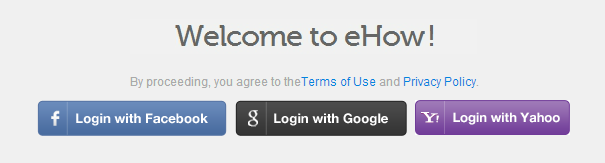 Welcome to eHow!
By proceeding, you agree to theTerms of Use and Privacy Policy.
f Login with Facebook g Login with Google Y! Login with Yahoo